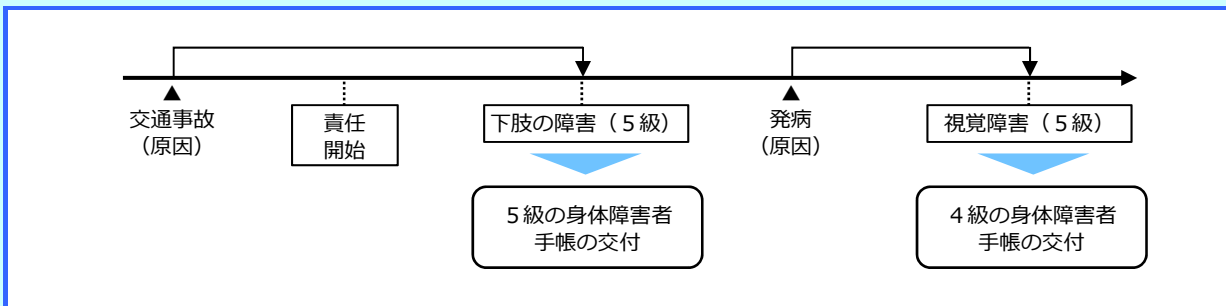 交通事故
（原因）
責任
開始
下肢の障害（５級）
発病
（原因）
視覚障害（５級）
５級の身体障害者
手帳の交付
４級の身体障害者
手帳の交付